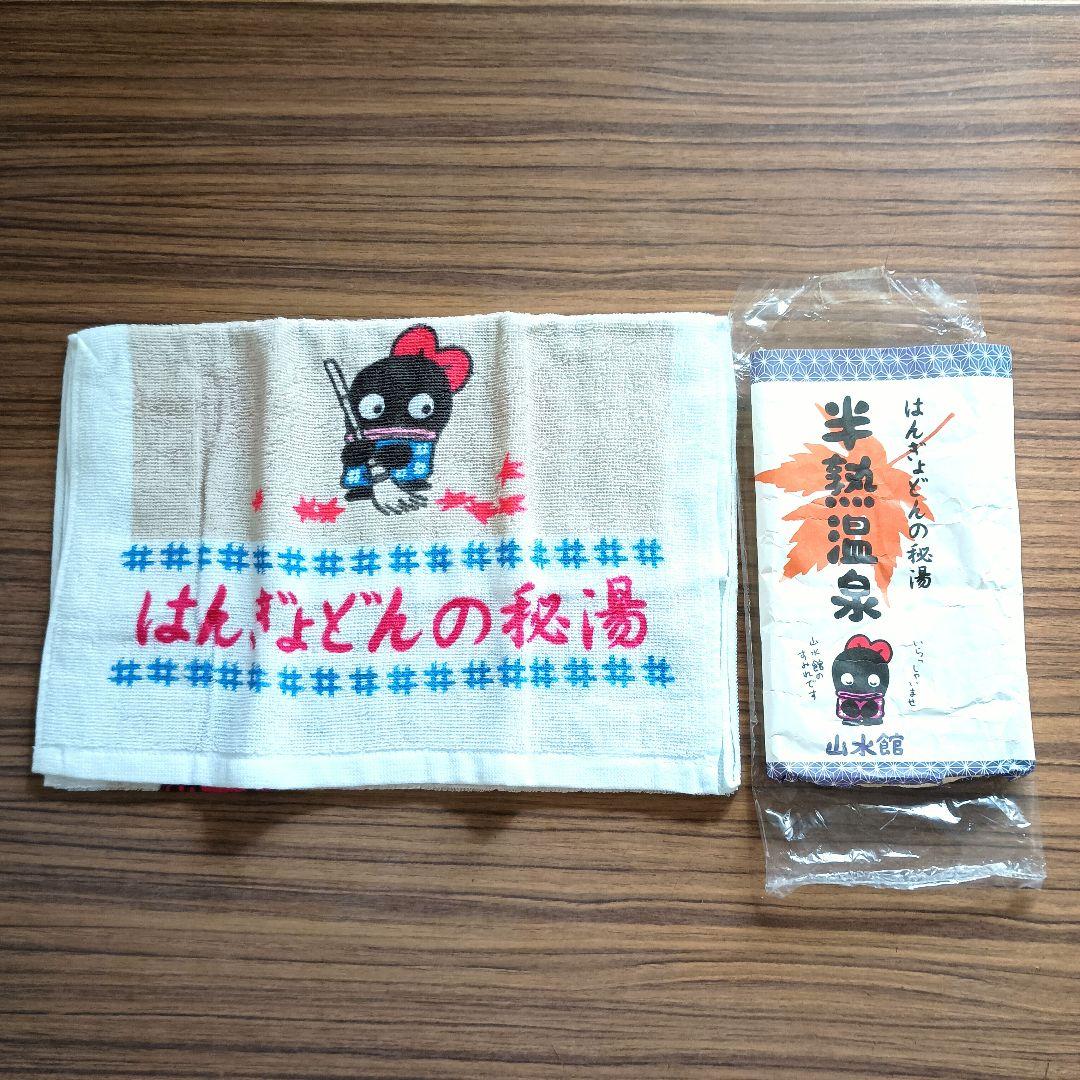 はんぎょどんの秘湯
はんぎょどんの秘湯
半熱温泉
いらっしゃいませ
山水館の
すみれです
山水館